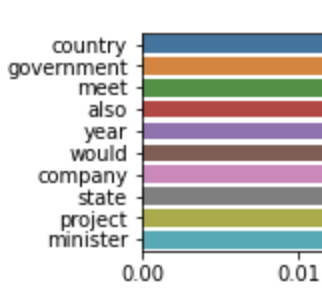 country
government
meet
also
year
would
company
state
project
minister
0.00 0.01